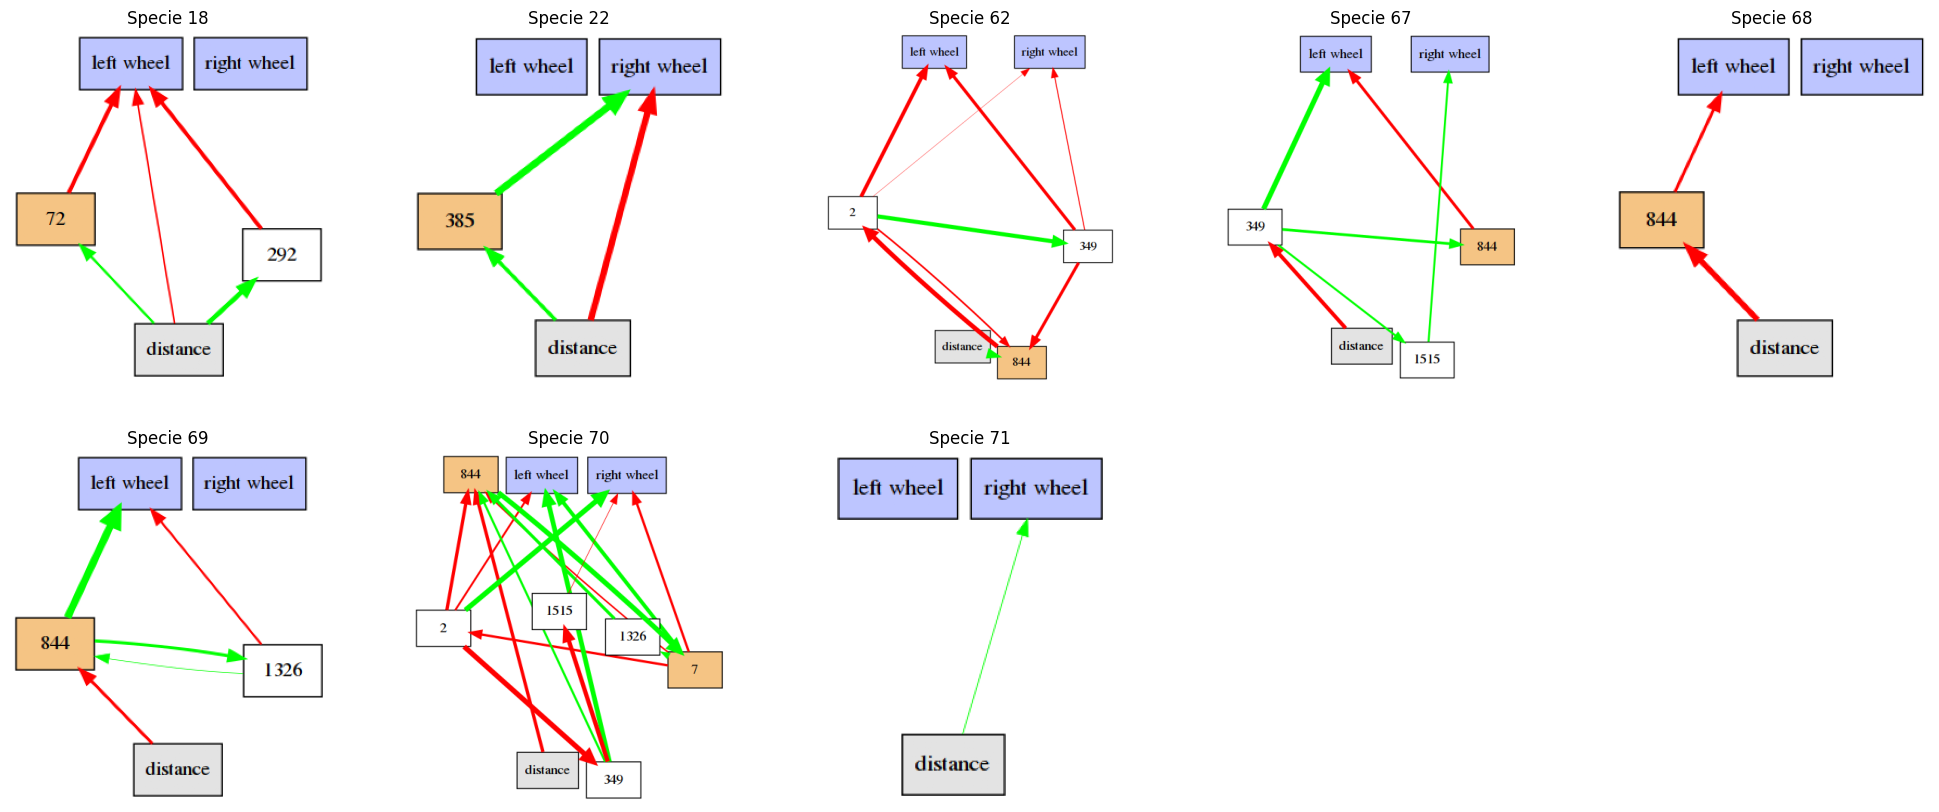 Specie 18
left wheel
right wheel
72
292
distance
Specie 22
left wheel
right wheel
385
distance
Specie 62
left wheel
right wheel
2
349
distance
844
Specie 67
left wheel
right wheel
349
844
distance
1515
Specie 68
left wheel
right wheel
844
distance
Specie 69
left wheel
right wheel
844
1326
distance
Specie 70
844
left wheel
right wheel
2
1515
1326
7
distance
349
Specie 71
left wheel
right wheel
distance